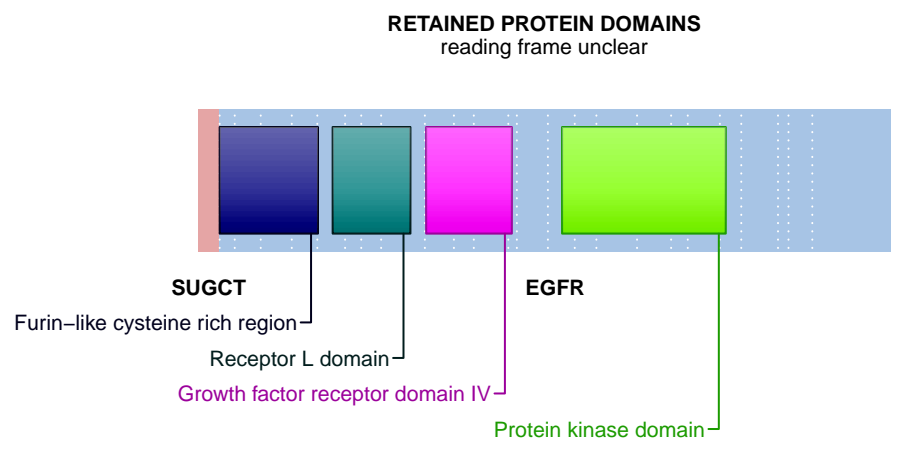 RETAINED PROTEIN DOMAINS
reading frame unclear
SUGCT
EGFR
Furin−like cysteine rich region
Receptor L domain
Growth factor receptor domain IV
Protein kinase domain